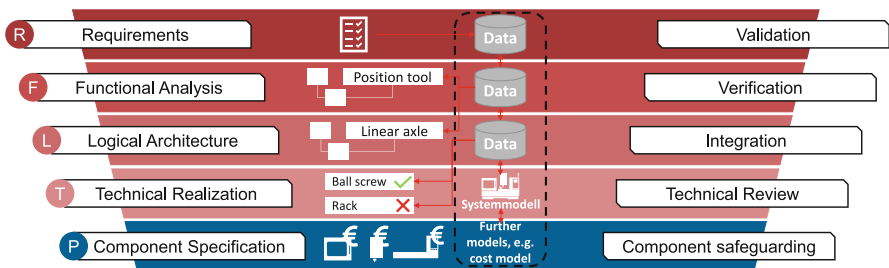 R
Requirements
Data
Validation
F
Functional Analysis
Position tool
Data
Verification
L
Logical Architecture
Linear axle
Data
Integration
T
Technical Realization
Ball screw
Rack
Systemmodell
Technical Review
P
Component Specification
€ € €
Further
models, e.g.
cost model
Component safeguarding